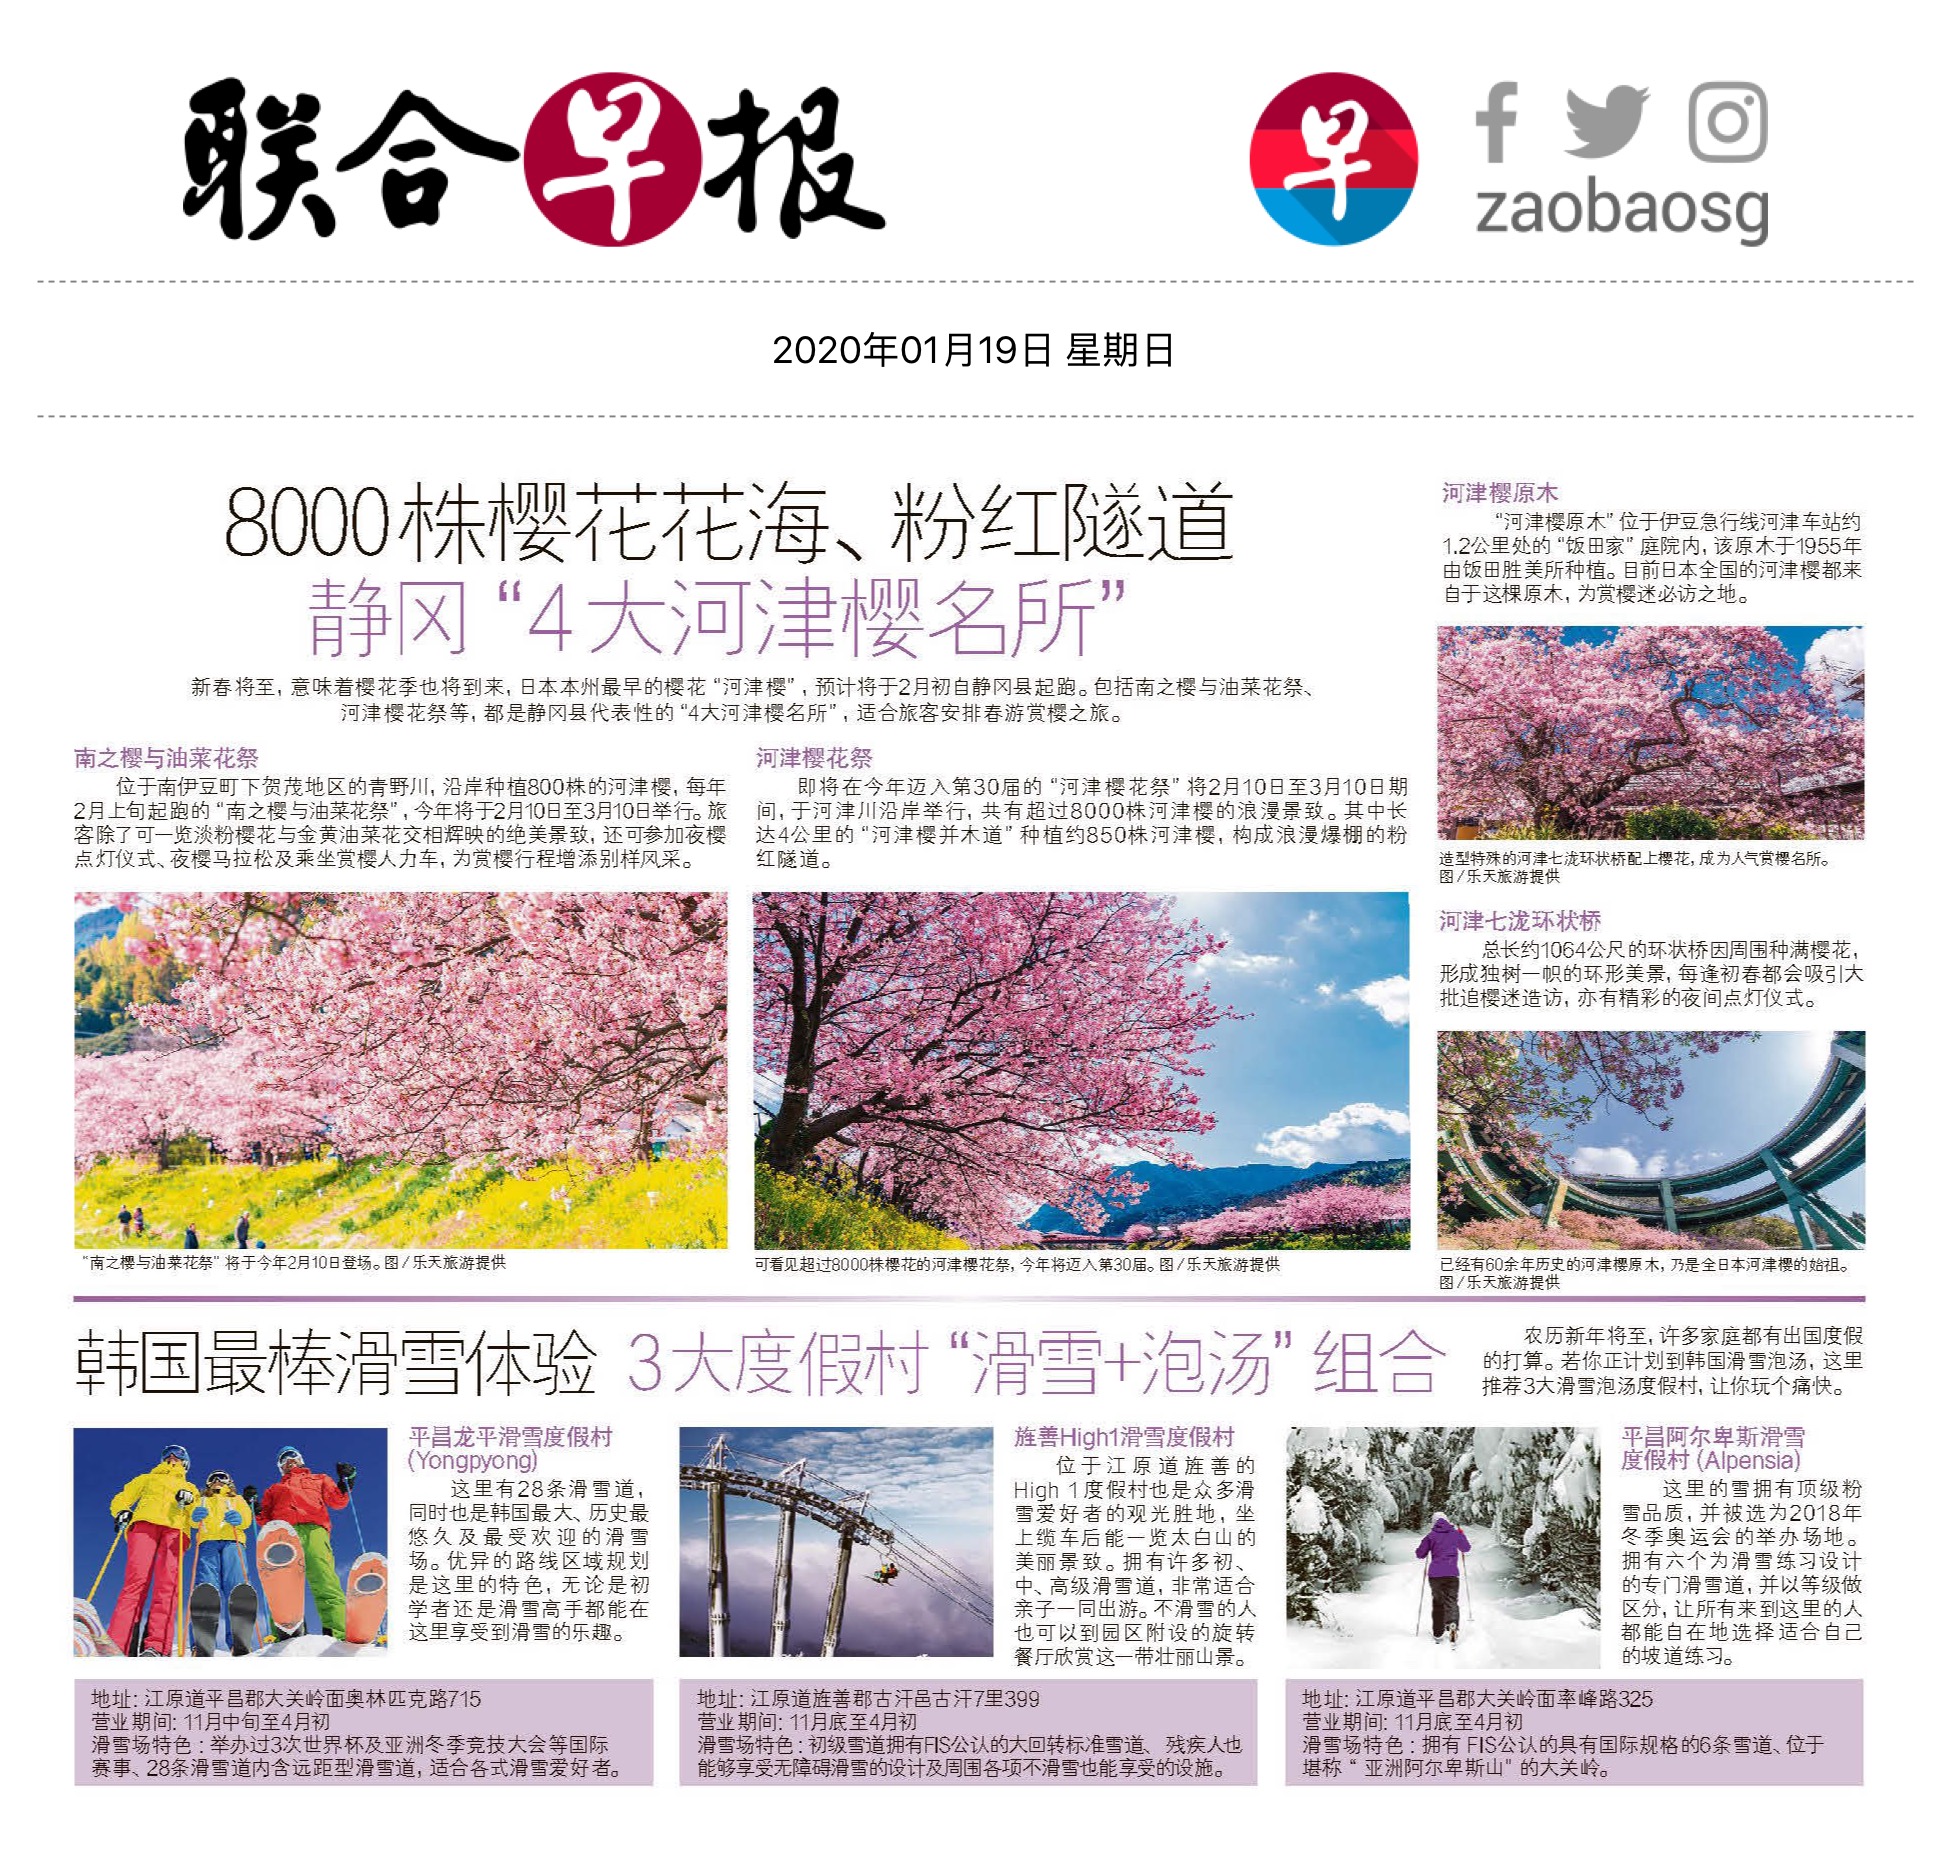 联合早报
早
zaobaosg
2020年01月19日 星期日
8000株樱花花海、粉红隧道
静冈“4大河津樱名所”
新春将至，意味着樱花季也将到来，日本本州最早的樱花“河津樱”，预计将于2月初自静冈县起跑。包括南之樱与油菜花祭、
河津樱花祭等，都是静冈县代表性的“4大河津樱名所”，适合旅客安排春游赏樱之旅。
南之樱与油菜花祭
位于南伊豆町下贺茂地区的青野川，沿岸种植800株的河津樱，每年
2月上旬起跑的“南之樱与油菜花祭”，今年将于2月10日至3月10日举行。旅
客除了可一览淡粉樱花与金黄油菜花交相辉映的绝美景致，还可参加夜樱
点灯仪式、夜樱马拉松及乘坐赏樱人力车，为赏樱行程增添别样风采。
“南之樱与油菜花祭”将于今年2月10日登场。图／乐天旅游提供
河津樱花祭
即将在今年迈入第30届的“河津樱花祭”将2月10日至3月10日期
间，于河津川沿岸举行，共有超过8000株河津樱的浪漫景致。其中长
达4公里的“河津樱并木道”种植约850株河津樱，构成浪漫爆棚的粉
红隧道。
可看见超过8000株樱花的河津樱花祭，今年将迈入第30届。图／乐天旅游提供
河津樱原木
“河津樱原木”位于伊豆急行线河津车站约
1.2公里处的“饭田家”庭院内，该原木于1955年
由饭田胜美所种植。目前日本全国的河津樱都来
自于这棵原木，为赏樱迷必访之地。
造型特殊的河津七泷环状桥配上樱花，成为人气赏樱名所。
图／乐天旅游提供
河津七泷环状桥
总长约1064公尺的环状桥因周围种满樱花，
形成独树一帜的环形美景，每逢初春都会吸引大
批追樱迷造访，亦有精彩的夜间点灯仪式。
已经有60余年历史的河津樱原木，乃是全日本河津樱的始祖。
图／乐天旅游提供
韩国最棒滑雪体验 3大度假村“滑雪+泡汤”组合
农历新年将至，许多家庭都有出国度假
的打算。若你正计划到韩国滑雪泡汤，这里
推荐3大滑雪泡汤度假村，让你玩个痛快。
平昌龙平滑雪度假村
(Yongpyong)
这里有28条滑雪道，
同时也是韩国最大、历史最
悠久及最受欢迎的滑雪
场。优异的路线区域规划
是这里的特色，无论是初
学者还是滑雪高手都能在
这里享受到滑雪的乐趣。
地址：江原道平昌郡大关岭面奥林匹克路715
营业期间：11月中旬至4月初
滑雪场特色：举办过3次世界杯及亚洲冬季竞技大会等国际
赛事、28条滑雪道内含远距型滑雪道，适合各式滑雪爱好者。
旌善High1滑雪度假村
位于江原道旌善的
High 1度假村也是众多滑
雪爱好者的观光胜地，坐
上缆车后能一览太白山的
美丽景致。拥有许多初、
中、高级滑雪道，非常适合
亲子一同出游。不滑雪的人
也可以到园区附设的旋转
餐厅欣赏这一带壮丽山景。
地址：江原道旌善郡古汗邑古汗7里399
营业期间：11月底至4月初
滑雪场特色：初级雪道拥有FIS公认的大回转标准雪道、残疾人也
能够享受无障碍滑雪的设计及周围各项不滑雪也能享受的设施。
平昌阿尔卑斯滑雪
度假村 (Alpensia)
这里的雪拥有顶级粉
雪品质，并被选为2018年
冬季奥运会的举办场地。
拥有六个为滑雪练习设计
的专门滑雪道，并以等级做
区分，让所有来到这里的人
都能自在地选择适合自己
的坡道练习。
地址：江原道平昌郡大关岭面率峰路325
营业期间：11月底至4月初
滑雪场特色：拥有 FIS公认的具有国际规格的6条雪道、位于
堪称“ 亚洲阿尔卑斯山”的大关岭。